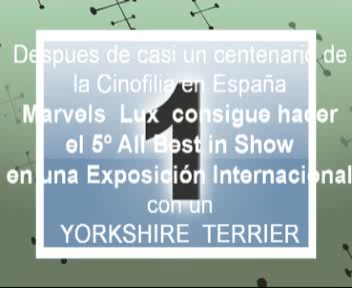 Despues de casi un centenario de
la Cinofilia en España
Marvels Lux consigue hacer
el 5º All Best in Show
en una Exposición Internacional
con un
YORKSHIRE TERRIER
1